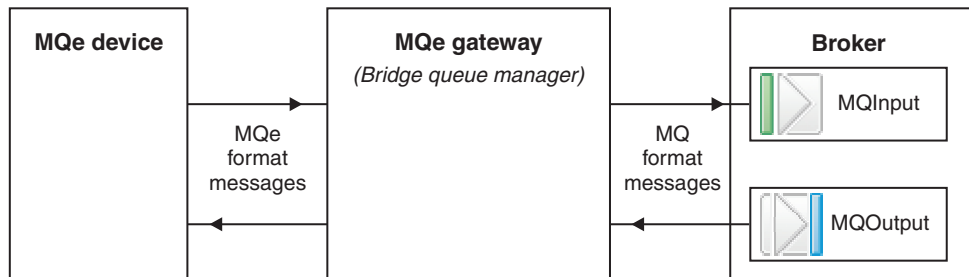 MQe device
MQe gateway
(Bridge queue manager)
Broker
MQInput
MQe
format
messages
MQ
format
messages
MQOutput